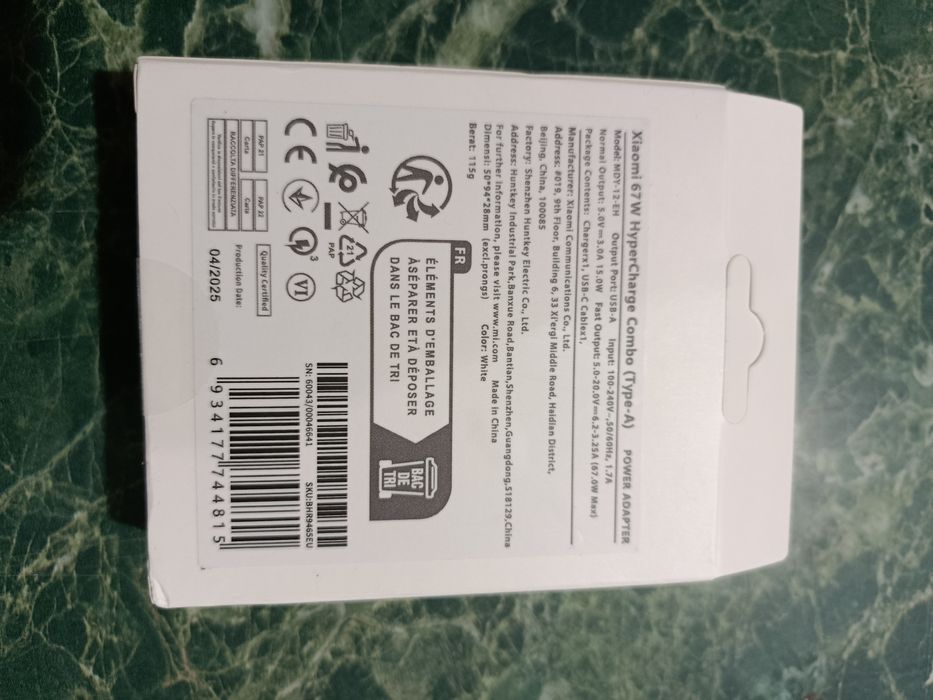 Xiaomi 67W HyperCharge Combo (Type-A) POWER ADAPTER
Model: MDY-12-EH Output Port: USB-A Input: 100-240V~,50/60Hz, 1.7A
Normal Output: 5.0V⎓3.0A 15.0W Fast Output: 5.0-20.0V⎓6.2-3.25A (67.0W Max)
Package Contents: Chargerx1, USB-C Cablex1,
Manufacturer: Xiaomi Communications Co., Ltd.
Address: #019, 9th Floor, Building 6, 33 Xi'ergi Middle Road, Haidian District,
Beijing, China, 100085
Factory: Shenzhen Huntkey Electric Co., Ltd.
Address: Huntkey Industrial Park,Banxue Road,Bantian,Shenzhen,Guangdong,518129,China
For further information, please visit www.mi.com Made in China
Dimensi: 50*94*28mm (excl.prongs) Color: White
Berat: 115g
FR
ÉLÉMENTS D'EMBALLAGE
ÀSÉPARER ETÀ DÉPOSER
DANS LE BAC DE TRI
BAC
DE
TRI
21
PAP
CE
3
VI
PAP 21 PAP 22
Carta Carta
RACCOLTA DIFFERENZIATA
Quality Certified
Production Date:
04/2025
SN: 60043/00046641 SKU:BHR9465EU
6 934177 744815